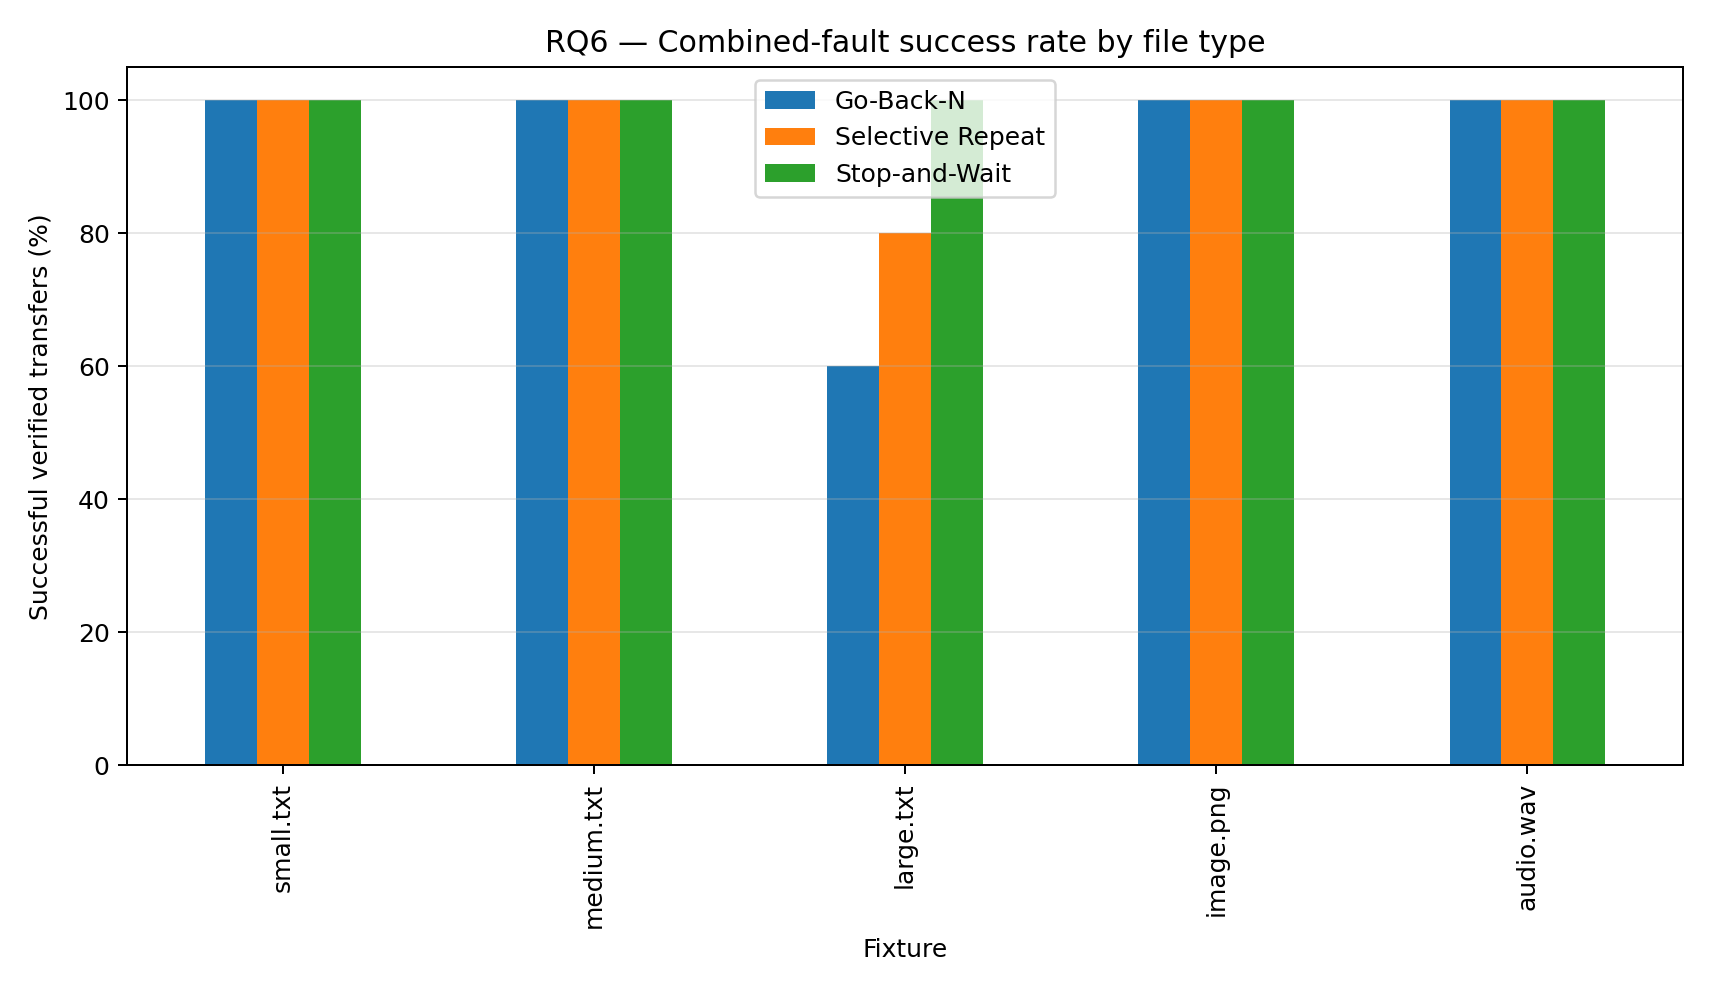 RQ6 — Combined-fault success rate by file type
Go-Back-N
Selective Repeat
Stop-and-Wait
Successful verified transfers (%)
100
80
60
40
20
0
small.txt
medium.txt
large.txt
image.png
audio.wav
Fixture